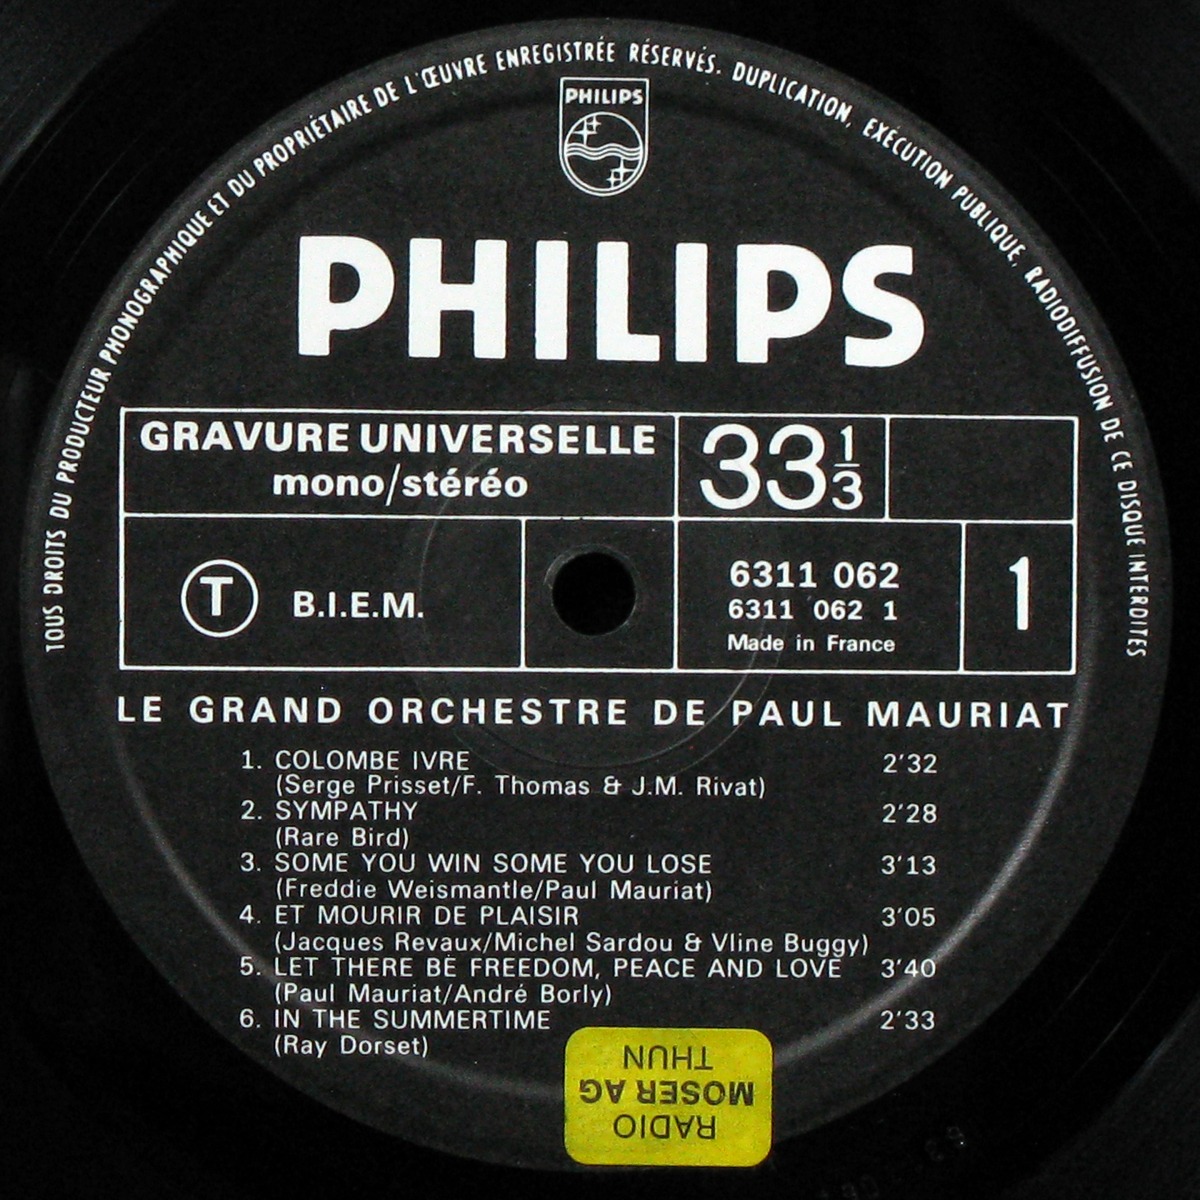 TOUS DROITS DU PRODUCTEUR PHONOGRAPHIQUE ET DU PROPRIÉTAIRE DE L'ŒUVRE ENREGISTRÉE RÉSERVÉS. DUPLICATION, EXÉCUTION PUBLIQUE, RADIODIFFUSION DE CE DISQUE INTERDITES
PHILIPS
PHILIPS
GRAVURE UNIVERSELLE
mono/stéréo
33 1/3
T B.I.E.M.
6311 062
6311 062 1
Made in France
1
LE GRAND ORCHESTRE DE PAUL MAURIAT
1. COLOMBE IVRE 2'32
(Serge Prisset/F. Thomas & J.M. Rivat)
2. SYMPATHY 2'28
(Rare Bird)
3. SOME YOU WIN SOME YOU LOSE 3'13
(Freddie Weismantle/Paul Mauriat)
4. ET MOURIR DE PLAISIR 3'05
(Jacques Revaux/Michel Sardou & Vline Buggy)
5. LET THERE BE FREEDOM, PEACE AND LOVE 3'40
(Paul Mauriat/André Borly)
6. IN THE SUMMERTIME 2'33
(Ray Dorset)
RADIO
MOSER AG
THUN